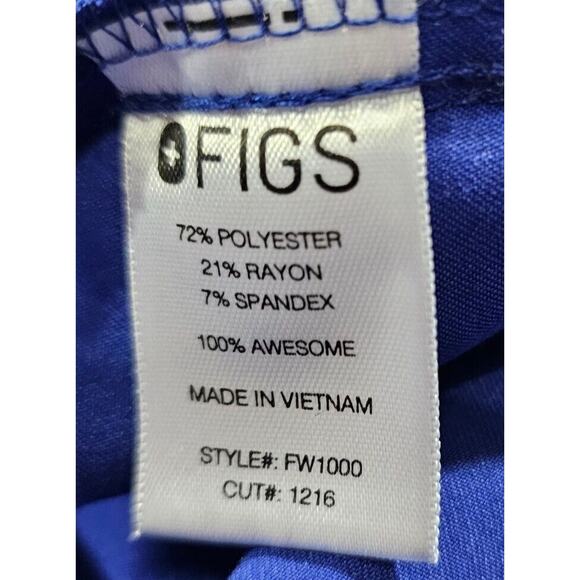 FIGS
72% POLYESTER
21% RAYON
7% SPANDEX
100% AWESOME
MADE IN VIETNAM
STYLE#: FW1000
CUT#: 1216